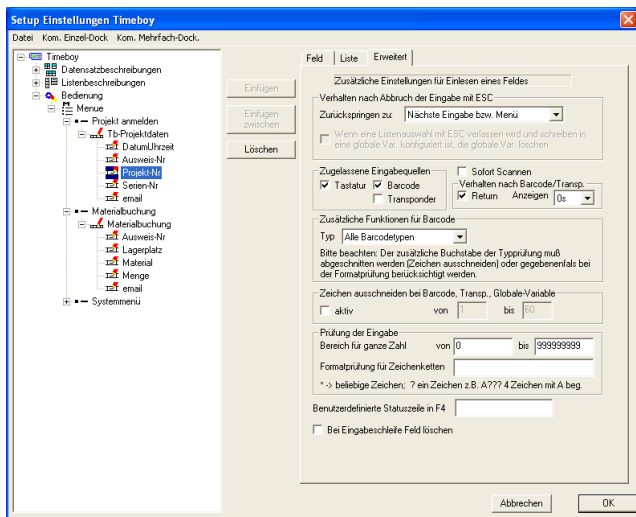 Setup Einstellungen Timeboy
Datei Kom. Einzel-Dock Kom. Mehrfach-Dock.
Timeboy
Datensatzbeschreibungen
Listenbeschreibungen
Bedienung
Menue
Projekt anmelden
Tb-Projektdaten
DatumUhrzeit
Ausweis-Nr
Projekt-Nr
Serien-Nr
email
Materialbuchung
Materialbuchung
Ausweis-Nr
Lagerplatz
Material
Menge
email
Systemmenü
Einfügen
Einfügen
zwischen
Löschen
Feld Liste Erweitert
Zusätzliche Einstellungen für Einlesen eines Feldes
Verhalten nach Abbruch der Eingabe mit ESC
Zurückspringen zu: Nächste Eingabe bzw. Menü
Wenn eine Listenauswahl mit ESC verlassen wird und schreiben in
eine globale Var. konfiguriert ist, die globale Var. löschen
Zugelassene Eingabequellen
Tastatur Barcode
Transponder
Sofort Scannen
Verhalten nach Barcode/Transp.
Return Anzeigen 0s
Zusätzliche Funktionen für Barcode
Typ Alle Barcodetypen
Bitte beachten: Der zusätzliche Buchstabe der Typprüfung muß
abgeschnitten werden (Zeichen ausschneiden) oder gegebenenfalls bei
der Formatprüfung berücksichtigt werden.
Zeichen ausschneiden bei Barcode, Transp., Globale-Variable
aktiv von 1 bis 60
Prüfung der Eingabe
Bereich für ganze Zahl von 0 bis 999999999
Formatprüfung für Zeichenketten
* -> beliebige Zeichen; ? ein Zeichen z.B. A??? 4 Zeichen mit A beg.
Benutzerdefinierte Statuszeile in F4
Bei Eingabeschleife Feld löschen
Abbrechen OK